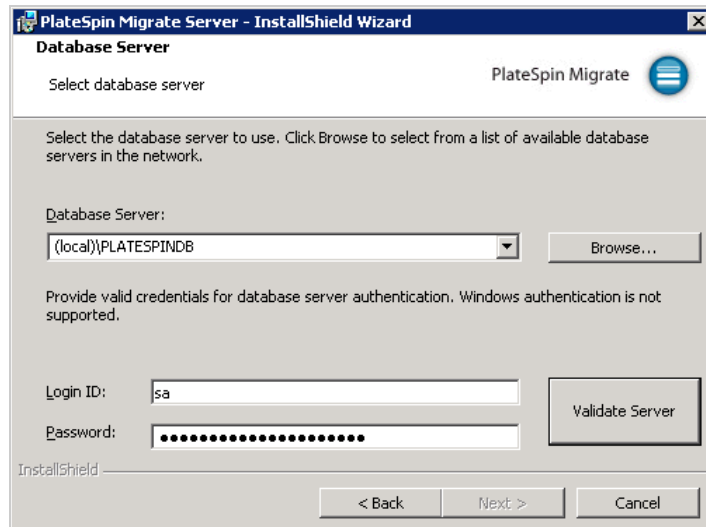 PlateSpin Migrate Server - InstallShield Wizard
Database Server
Select database server
PlateSpin Migrate
Select the database server to use. Click Browse to select from a list of available database
servers in the network.
Database Server:
(local)\PLATESPINDB
Browse...
Provide valid credentials for database server authentication. Windows authentication is not
supported.
Login ID:
sa
Validate Server
Password:
●●●●●●●●●●●●●●●●●●●●●
InstallShield
< Back
Next >
Cancel